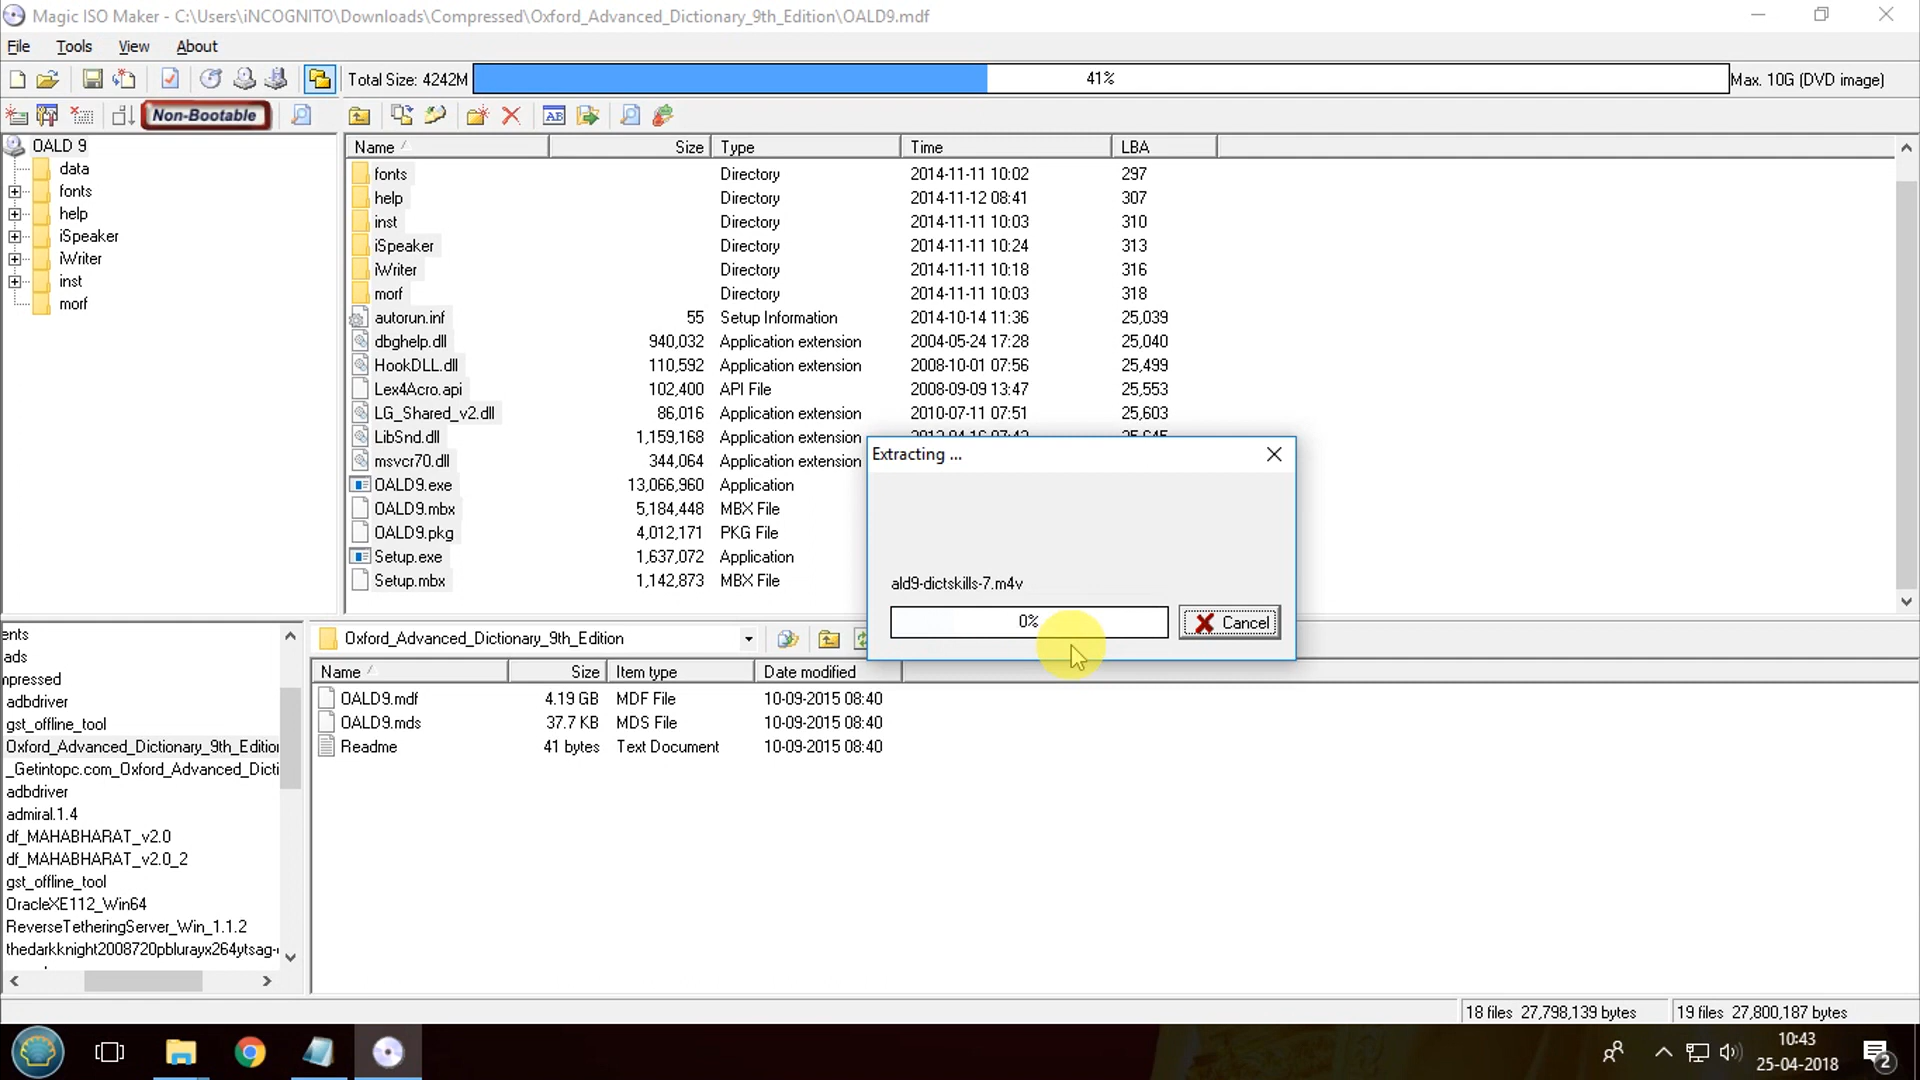 Magic ISO Maker - C:\Users\iNCOGNITO\Downloads\Compressed\Oxford_Advanced_Dictionary_9th_Edition\OALD9.mdf
File Tools View About
Total Size: 4242M 41% Max. 10G (DVD image)
Non-Bootable
OALD 9
data
fonts
help
iSpeaker
iWriter
inst
morf
Name Size Type Time LBA
fonts Directory 2014-11-11 10:02 297
help Directory 2014-11-12 08:41 307
inst Directory 2014-11-11 10:03 310
iSpeaker Directory 2014-11-11 10:24 313
iWriter Directory 2014-11-11 10:18 316
morf Directory 2014-11-11 10:03 318
autorun.inf 55 Setup Information 2014-10-14 11:36 25,039
dbghelp.dll 940,032 Application extension 2004-05-24 17:28 25,040
HookDLL.dll 110,592 Application extension 2008-10-01 07:56 25,499
Lex4Acro.api 102,400 API File 2008-09-09 13:47 25,553
LG_Shared_v2.dll 86,016 Application extension 2010-07-11 07:51 25,603
LibSnd.dll 1,159,168 Application extension
msvcr70.dll 344,064 Application extension
OALD9.exe 13,066,960 Application
OALD9.mbx 5,184,448 MBX File
OALD9.pkg 4,012,171 PKG File
Setup.exe 1,637,072 Application
Setup.mbx 1,142,873 MBX File
Extracting ...
ald9-dictskills-7.m4v
0% Cancel
ents
ads
mpressed
adbdriver
gst_offline_tool
Oxford_Advanced_Dictionary_9th_Edition
_Getintopc.com_Oxford_Advanced_Dicti
adbdriver
admiral.1.4
df_MAHABHARAT_v2.0
df_MAHABHARAT_v2.0_2
gst_offline_tool
OracleXE112_Win64
ReverseTetheringServer_Win_1.1.2
thedarkknight2008720pblurayx264ytsag-
Oxford_Advanced_Dictionary_9th_Edition
Name Size Item type Date modified
OALD9.mdf 4.19 GB MDF File 10-09-2015 08:40
OALD9.mds 37.7 KB MDS File 10-09-2015 08:40
Readme 41 bytes Text Document 10-09-2015 08:40
18 files 27,798,139 bytes 19 files 27,800,187 bytes
10:43
25-04-2018
2